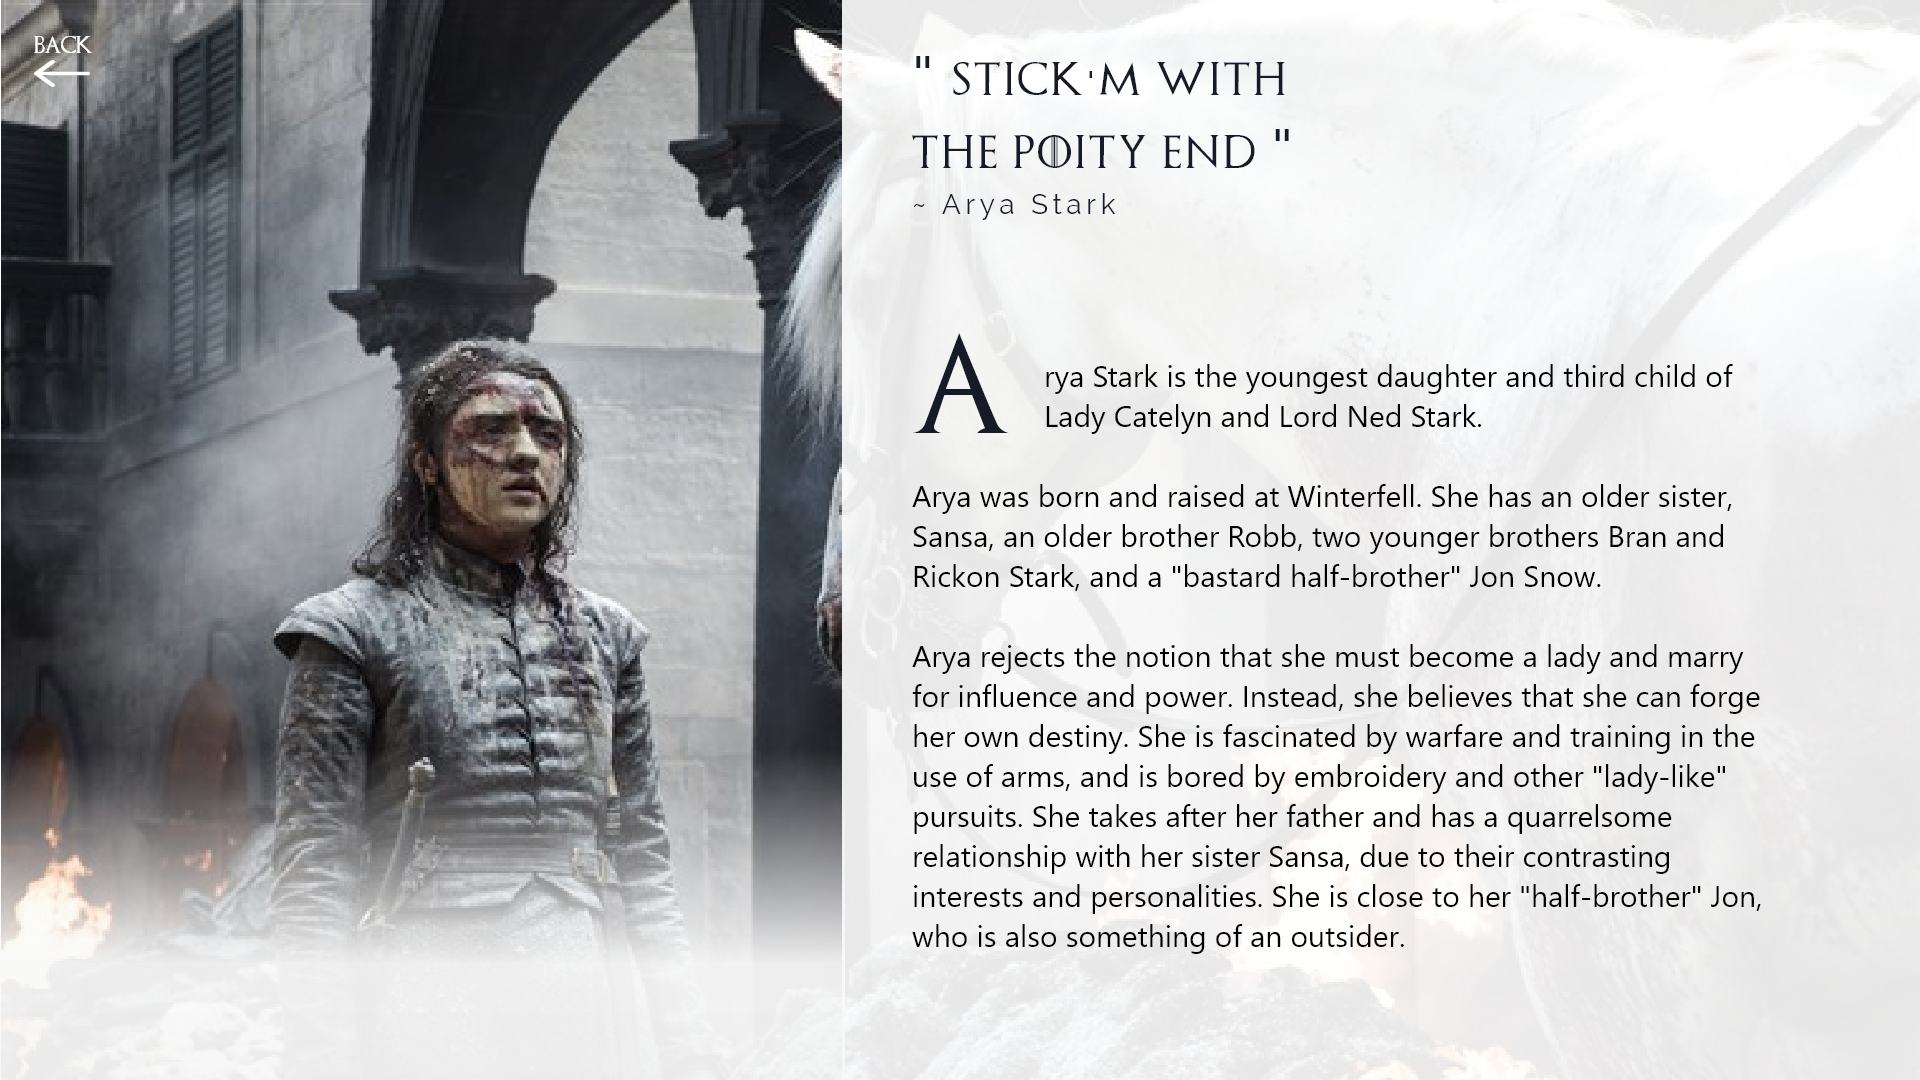 BACK
" STICK'M WITH
THE POITY END "
~ Arya Stark
A
rya Stark is the youngest daughter and third child of
Lady Catelyn and Lord Ned Stark.
Arya was born and raised at Winterfell. She has an older sister,
Sansa, an older brother Robb, two younger brothers Bran and
Rickon Stark, and a "bastard half-brother" Jon Snow.
Arya rejects the notion that she must become a lady and marry
for influence and power. Instead, she believes that she can forge
her own destiny. She is fascinated by warfare and training in the
use of arms, and is bored by embroidery and other "lady-like"
pursuits. She takes after her father and has a quarrelsome
relationship with her sister Sansa, due to their contrasting
interests and personalities. She is close to her "half-brother" Jon,
who is also something of an outsider.